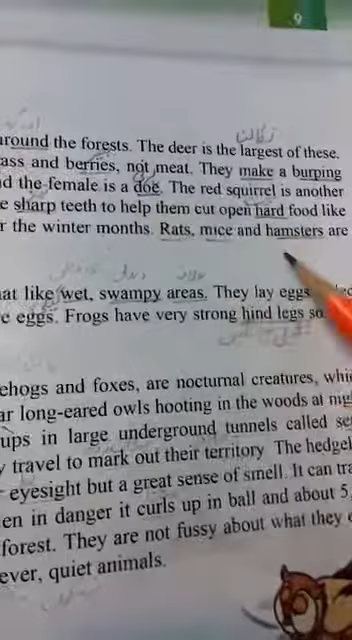 9
around the forests. The deer is the largest of these.
ass and berries, not meat. They make a burping
d the female is a doe. The red squirrel is another
e sharp teeth to help them cut open hard food like
r the winter months. Rats, mice and hamsters are
at like wet, swampy areas. They lay eggs
e eggs. Frogs have very strong hind legs so
ehogs and foxes, are nocturnal creatures, whi
ar long-eared owls hooting in the woods at nig
ups in large underground tunnels called se
y travel to mark out their territory The hedgel
eyesight but a great sense of smell. It can tra
en in danger it curls up in ball and about 5,
forest. They are not fussy about what they e
ever, quiet animals.